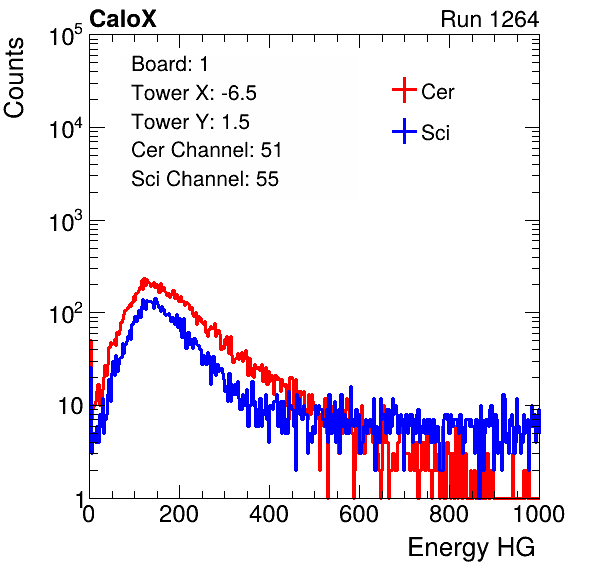 CaloX Run 1264
Counts
10^5
10^4
10^3
10^2
10
1
Board: 1
Tower X: -6.5
Tower Y: 1.5
Cer Channel: 51
Sci Channel: 55
Cer
Sci
0 200 400 600 800 1000
Energy HG